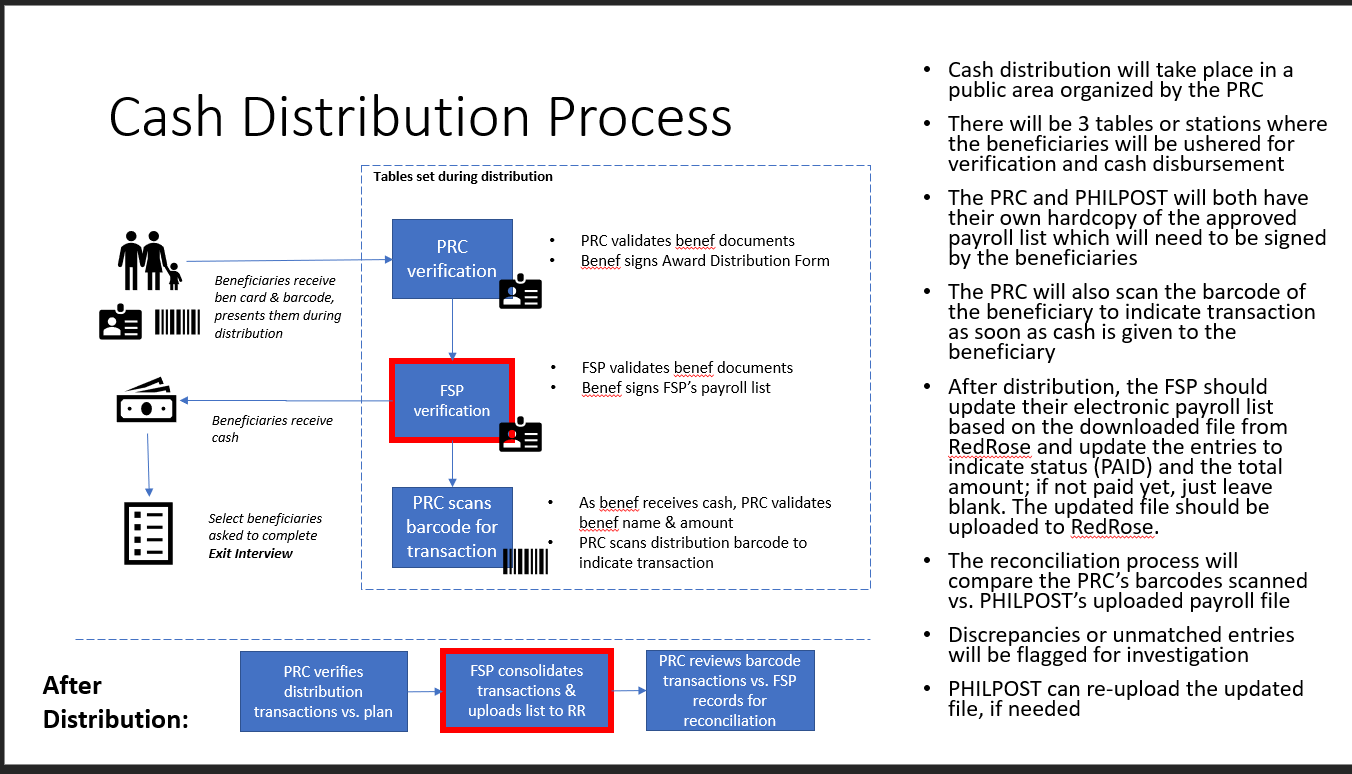 Cash Distribution Process
Tables set during distribution
Beneficiaries receive
ben card & barcode,
presents them during
distribution
PRC
verification
• PRC validates benef documents
• Benef signs Award Distribution Form
FSP
verification
• FSP validates benef documents
• Benef signs FSP’s payroll list
Beneficiaries receive
cash
PRC scans
barcode for
transaction
• As benef receives cash, PRC validates
benef name & amount
• PRC scans distribution barcode to
indicate transaction
Select beneficiaries
asked to complete
Exit Interview
After
Distribution:
PRC verifies
distribution
transactions vs. plan
FSP consolidates
transactions &
uploads list to RR
PRC reviews barcode
transactions vs. FSP
records for
reconciliation
• Cash distribution will take place in a
public area organized by the PRC
• There will be 3 tables or stations where
the beneficiaries will be ushered for
verification and cash disbursement
• The PRC and PHILPOST will both have
their own hardcopy of the approved
payroll list which will need to be signed
by the beneficiaries
• The PRC will also scan the barcode of
the beneficiary to indicate transaction
as soon as cash is given to the
beneficiary
• After distribution, the FSP should
update their electronic payroll list
based on the downloaded file from
RedRose and update the entries to
indicate status (PAID) and the total
amount; if not paid yet, just leave
blank. The updated file should be
uploaded to RedRose.
• The reconciliation process will
compare the PRC’s barcodes scanned
vs. PHILPOST’s uploaded payroll file
• Discrepancies or unmatched entries
will be flagged for investigation
• PHILPOST can re-upload the updated
file, if needed